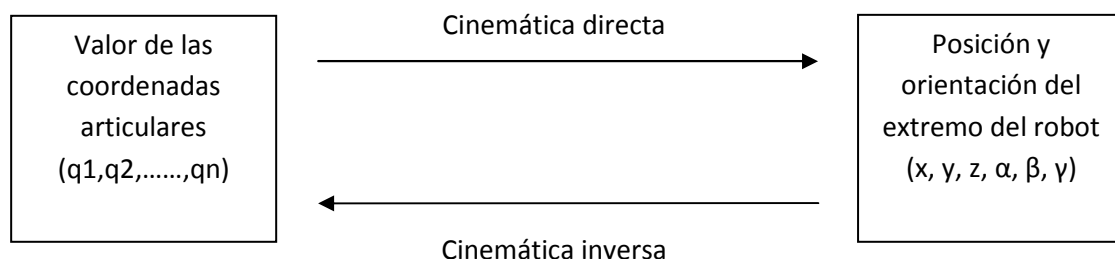 Valor de las
coordenadas
articulares
(q1,q2,……,qn)
Cinemática directa
Cinemática inversa
Posición y
orientación del
extremo del robot
(x, y, z, α, β, γ)